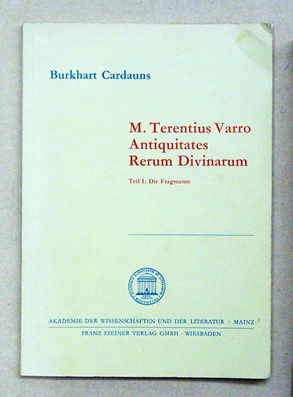 Burkhart Cardauns
M. Terentius Varro
Antiquitates
Rerum Divinarum
Teil I: Die Fragmente
AKADEMIE DER WISSENSCHAFTEN UND DER LITERATUR · MAINZ
FRANZ STEINER VERLAG GMBH · WIESBADEN